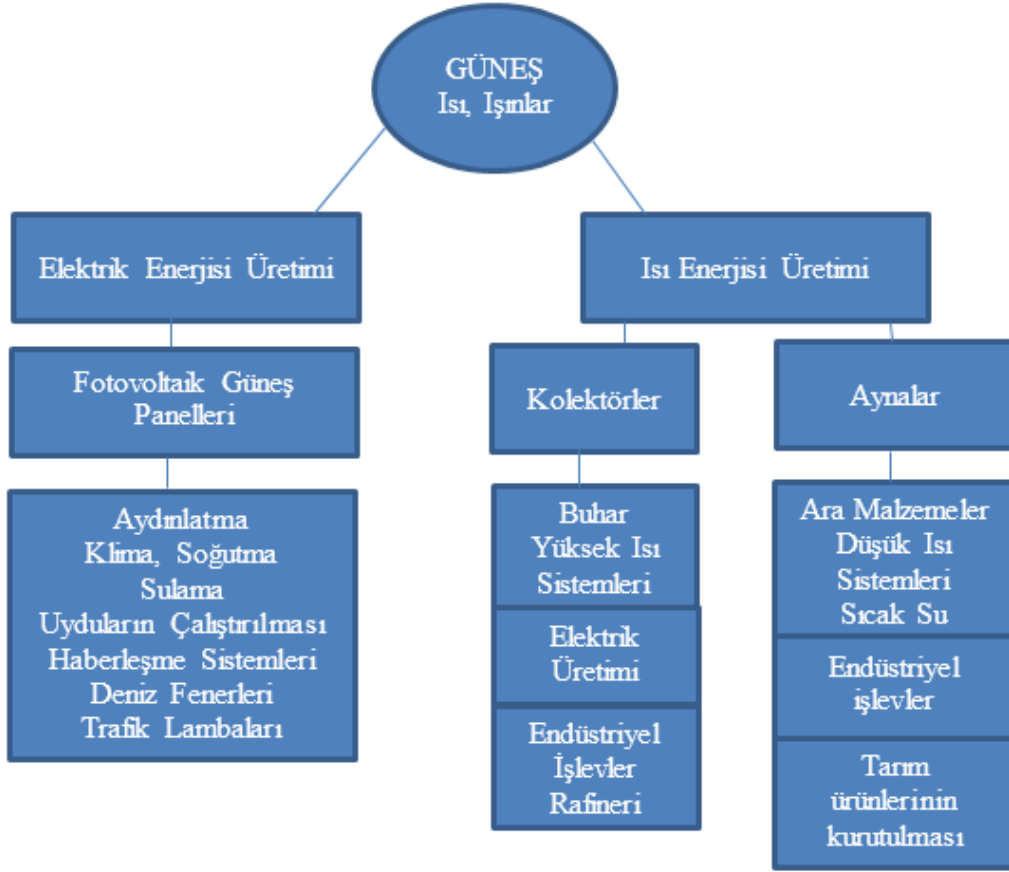 GÜNEŞ
Isı, Işınlar
Elektrik Enerjisi Üretimi
Isı Enerjisi Üretimi
Fotovoltaik Güneş
Panelleri
Kolektörler
Aynalar
Aydınlatma
Klima, Soğutma
Sulama
Uyduların Çalıştırılması
Haberleşme Sistemleri
Deniz Fenerleri
Trafik Lambaları
Buhar
Yüksek Isı
Sistemleri
Elektrik
Üretimi
Endüstriyel
İşlevler
Rafineri
Ara Malzemeler
Düşük Isı
Sistemleri
Sıcak Su
Endüstriyel
işlevler
Tarım
ürünlerinin
kurutulması